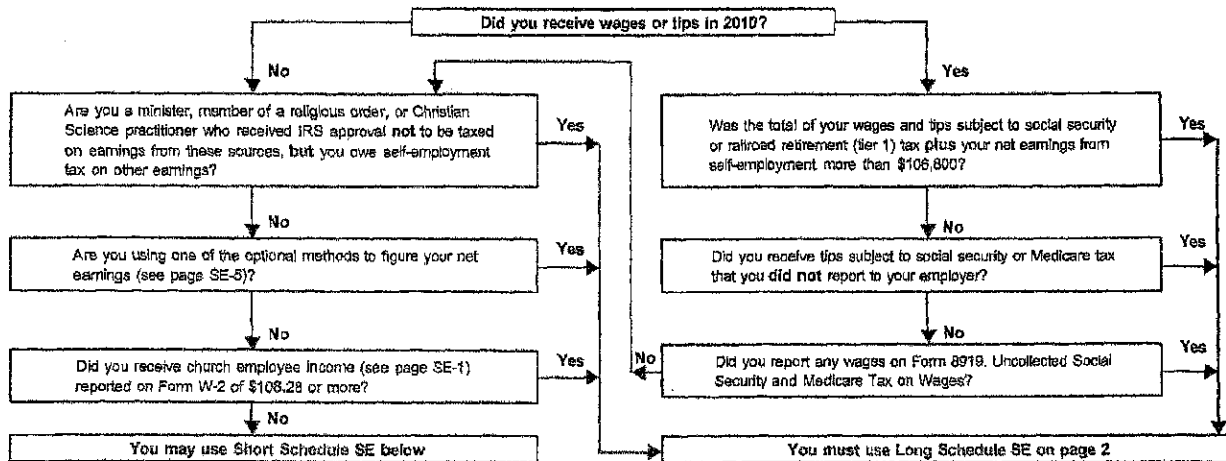 Did you receive wages or tips in 2010?
No
Yes
Are you a minister, member of a religious order, or Christian
Science practitioner who received IRS approval not to be taxed
on earnings from these sources, but you owe self-employment
tax on other earnings?
Yes
Was the total of your wages and tips subject to social security
or railroad retirement (tier 1) tax plus your net earnings from
self-employment more than $106,800?
Yes
No
No
Are you using one of the optional methods to figure your net
earnings (see page SE-5)?
Yes
Did you receive tips subject to social security or Medicare tax
that you did not report to your employer?
Yes
No
No
Did you receive church employee income (see page SE-1)
reported on Form W-2 of $108.28 or more?
Yes
No
Did you report any wages on Form 8919, Uncollected Social
Security and Medicare Tax on Wages?
Yes
No
You may use Short Schedule SE below
You must use Long Schedule SE on page 2